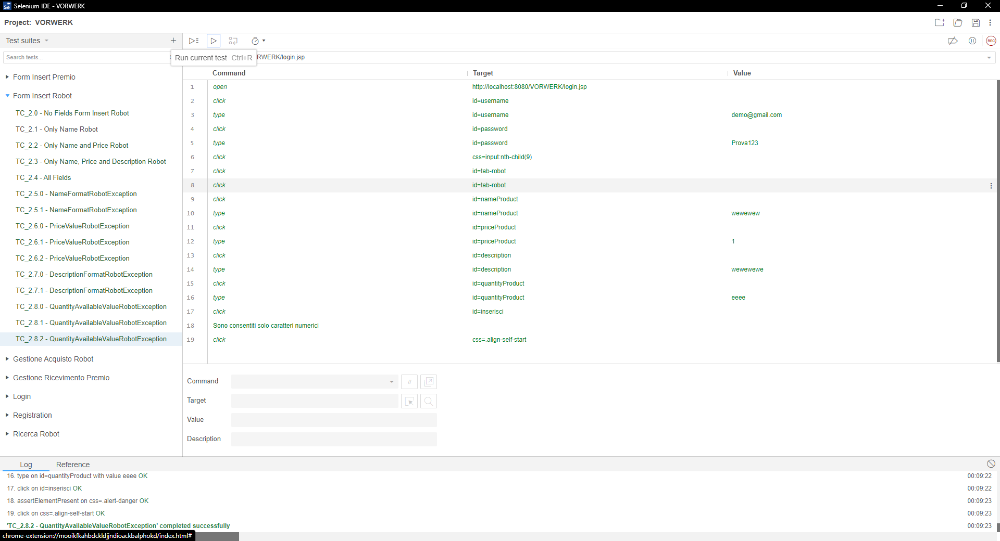 Selenium IDE - VORWERK
Project: VORWERK
Test suites
Search tests...
Run current test Ctrl+R
RWERK/login.jsp
Form Insert Premio
Form Insert Robot
TC_2.0 - No Fields Form Insert Robot
TC_2.1 - Only Name Robot
TC_2.2 - Only Name and Price Robot
TC_2.3 - Only Name, Price and Description Robot
TC_2.4 - All Fields
TC_2.5.0 - NameFormatRobotException
TC_2.5.1 - NameFormatRobotException
TC_2.6.0 - PriceValueRobotException
TC_2.6.1 - PriceValueRobotException
TC_2.6.2 - PriceValueRobotException
TC_2.7.0 - DescriptionFormatRobotException
TC_2.7.1 - DescriptionFormatRobotException
TC_2.8.0 - QuantityAvailableValueRobotException
TC_2.8.1 - QuantityAvailableValueRobotException
TC_2.8.2 - QuantityAvailableValueRobotException
Gestione Acquisto Robot
Gestione Ricevimento Premio
Login
Registration
Ricerca Robot
REC
Command Target Value
1 open http://localhost:8080/VORWERK/login.jsp
2 click id=username
3 type id=username demo@gmail.com
4 click id=password
5 type id=password Prova123
6 click css=input:nth-child(9)
7 click id=tab-robot
8 click id=tab-robot
9 click id=nameProduct
10 type id=nameProduct wewewew
11 click id=priceProduct
12 type id=priceProduct 1
13 click id=description
14 type id=description wewewewe
15 click id=quantityProduct
16 type id=quantityProduct eeee
17 click id=inserisci
18 Sono consentiti solo caratteri numerici
19 click css=.align-self-start
Command //
Target
Value
Description
Log Reference
16. type on id=quantityProduct with value eeee OK 00:09:22
17. click on id=inserisci OK 00:09:22
18. assertElementPresent on css=.alert-danger OK 00:09:23
19. click on css=.align-self-start OK 00:09:23
'TC_2.8.2 - QuantityAvailableValueRobotException' completed successfully 00:09:23
chrome-extension://mooikfkahbdckldjjndioackbalphokd/index.html#